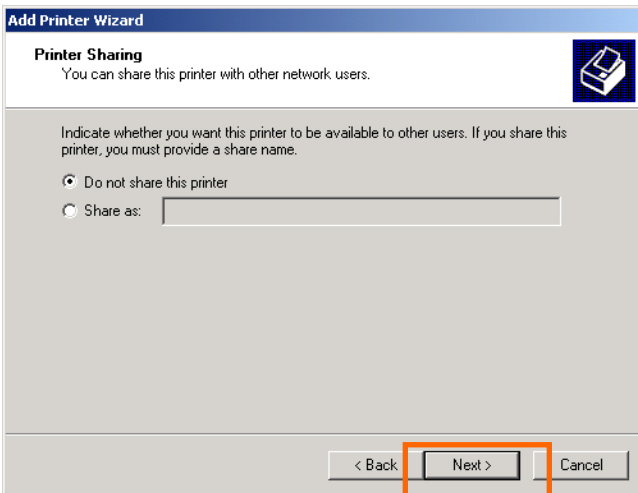 Add Printer Wizard
Printer Sharing
You can share this printer with other network users.
Indicate whether you want this printer to be available to other users. If you share this
printer, you must provide a share name.
Do not share this printer
Share as:
< Back
Next >
Cancel